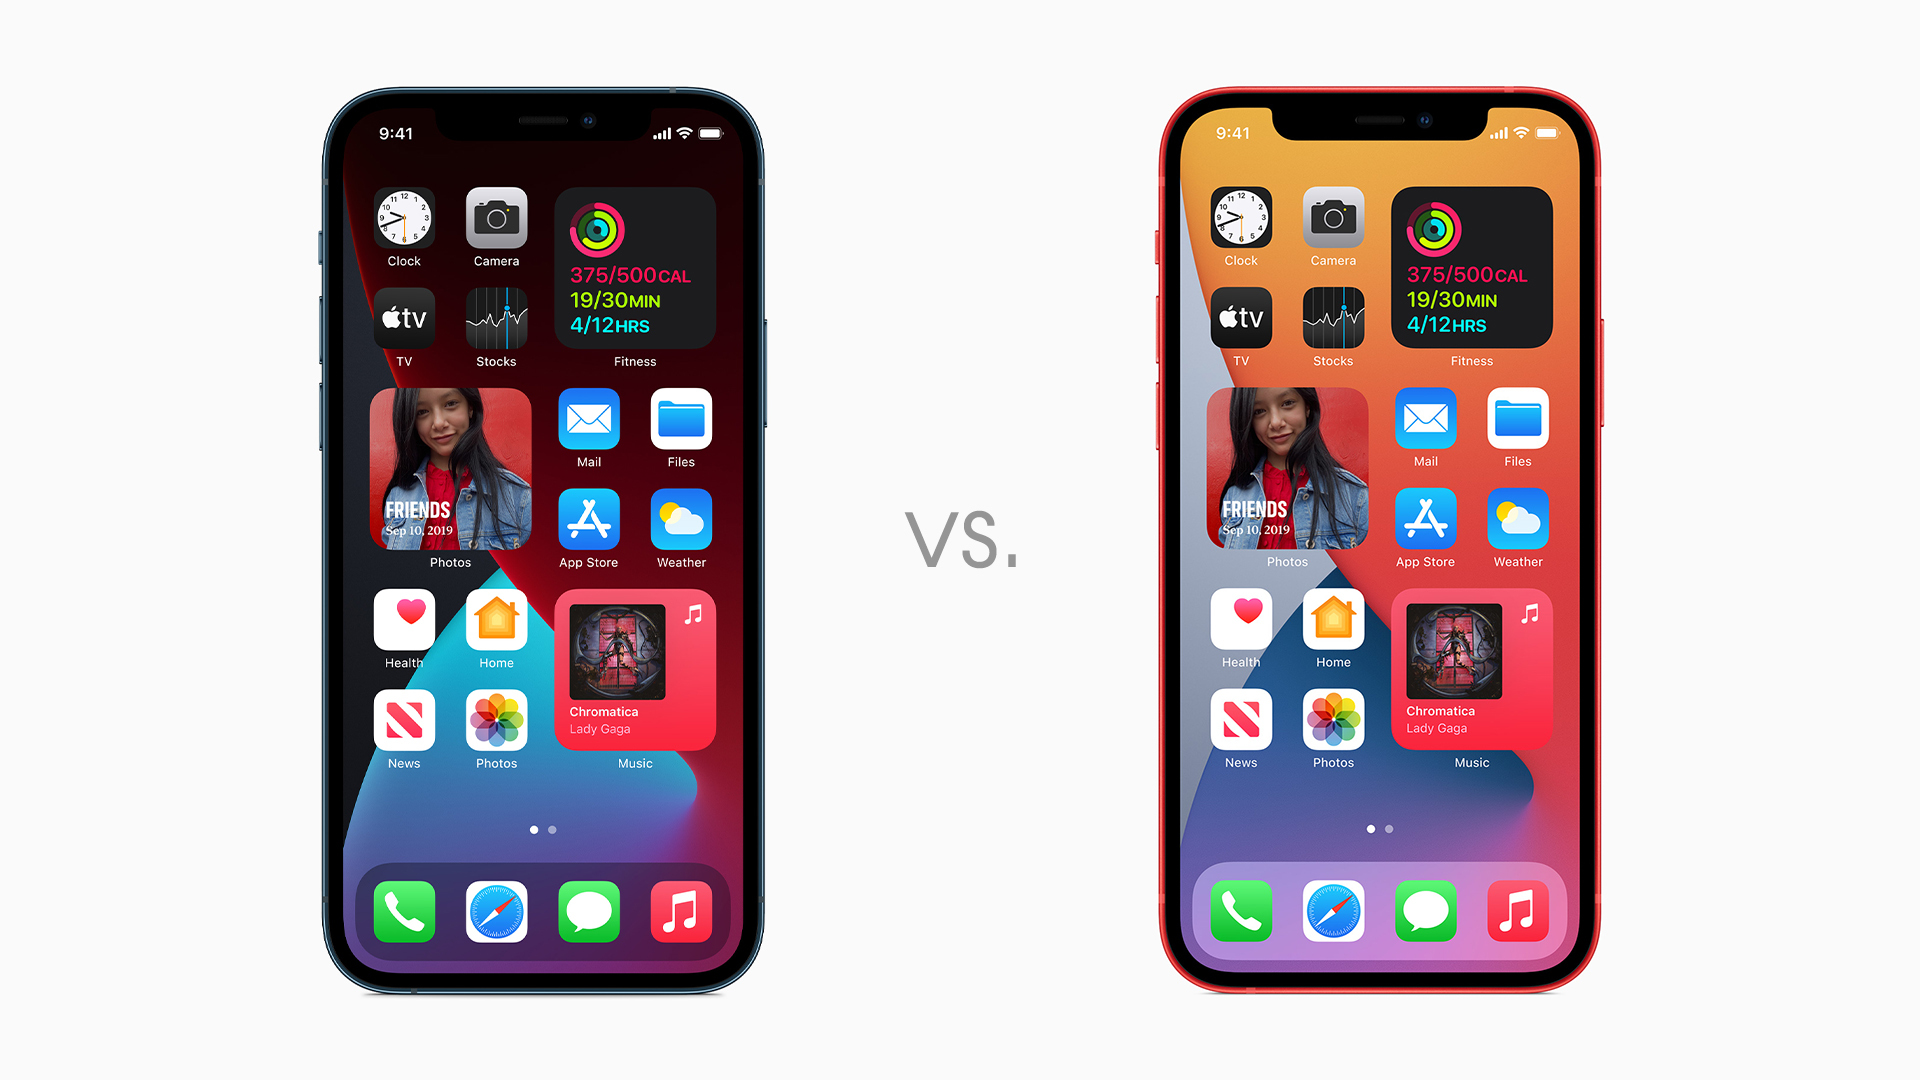 9:41
Clock
Camera
375/500CAL
19/30MIN
4/12HRS
tv
TV
Stocks
Fitness
FRIENDS
Sep 10, 2019
Mail
Files
Photos
App Store
Weather
Health
Home
Chromatica
Lady Gaga
News
Photos
Music
vs.
9:41
Clock
Camera
375/500CAL
19/30MIN
4/12HRS
tv
TV
Stocks
Fitness
FRIENDS
Sep 10, 2019
Mail
Files
Photos
App Store
Weather
Health
Home
Chromatica
Lady Gaga
News
Photos
Music